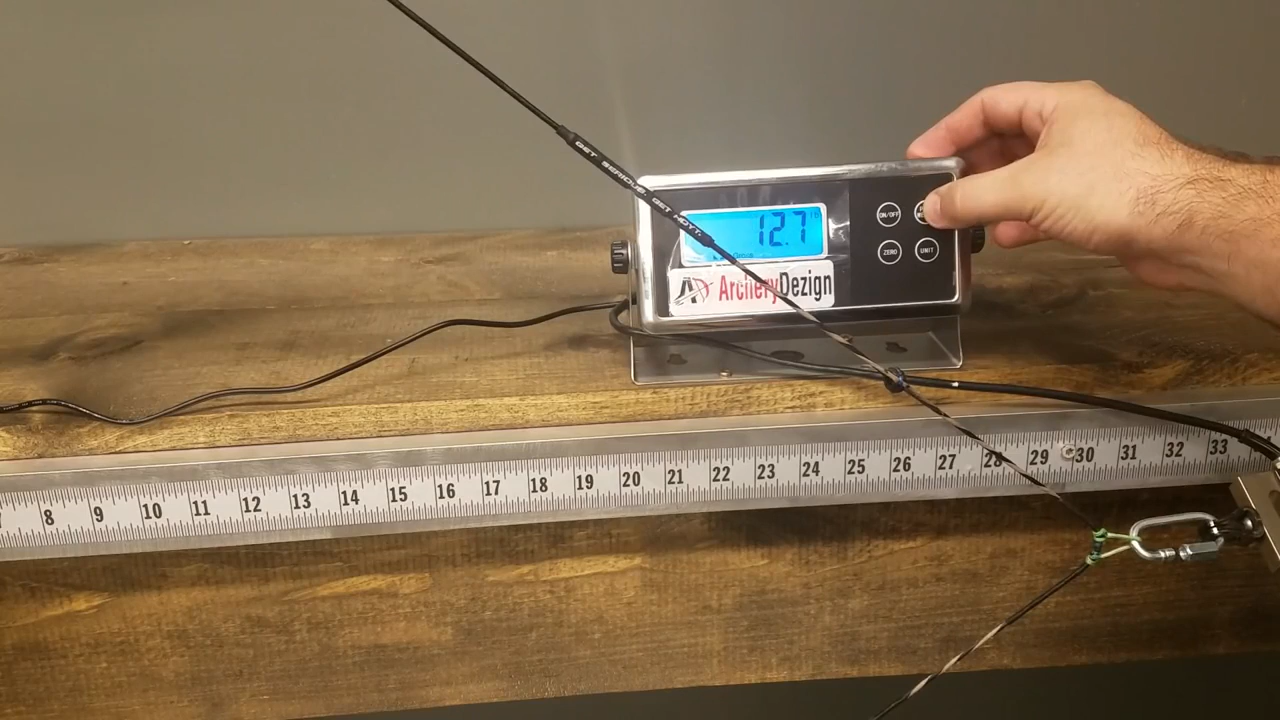 GET SERIOUS. GET HOYT.
12.7 lb
ON/OFF
ZERO
UNIT
ArcheryDezign
8 9 10 11 12 13 14 15 16 17 18 19 20 21 22 23 24 25 26 27 28 29 30 31 32 33